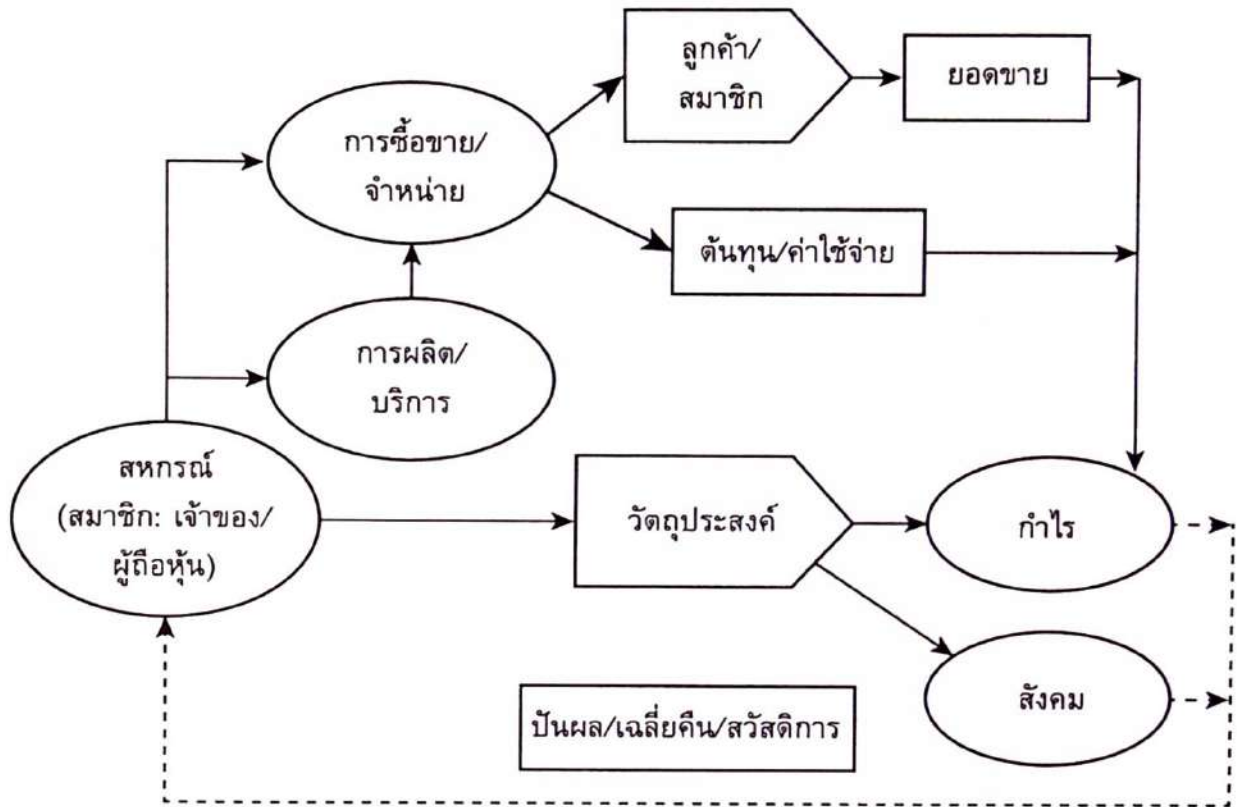 ลูกค้า/
สมาชิก
ยอดขาย
การซื้อขาย/
จำหน่าย
ต้นทุน/ค่าใช้จ่าย
การผลิต/
บริการ
สหกรณ์
(สมาชิก: เจ้าของ/
ผู้ถือหุ้น)
วัตถุประสงค์
กำไร
สังคม
ปันผล/เฉลี่ยคืน/สวัสดิการ